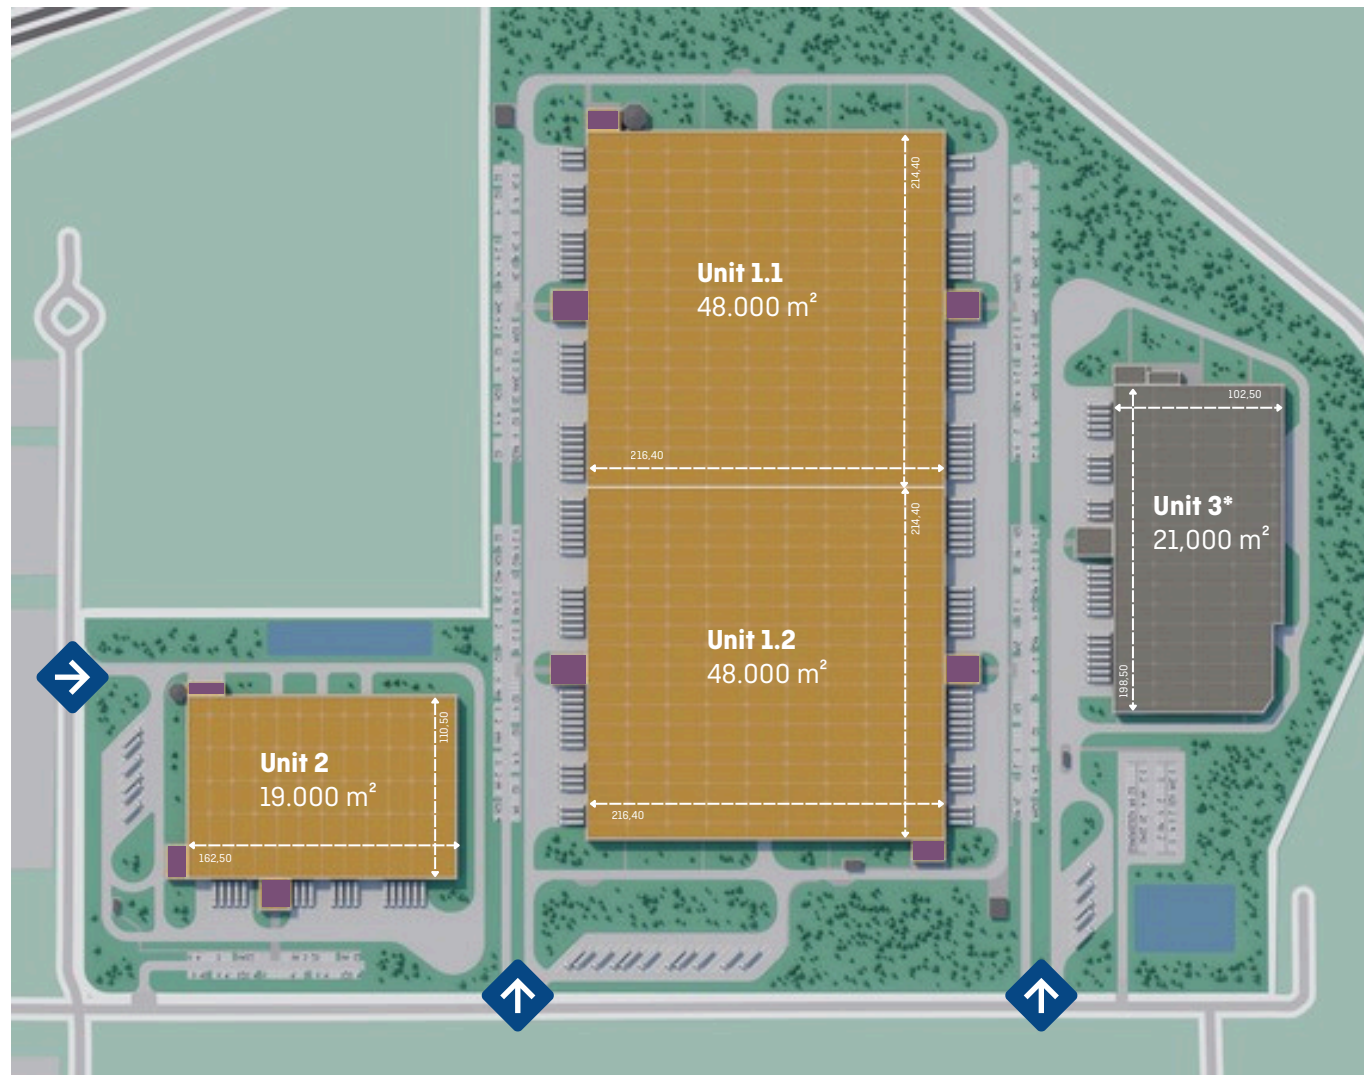 214,40
Unit 1.1
48.000 m²
102,50
216,40
Unit 3*
21,000 m²
214,40
Unit 1.2
48.000 m²
198,50
110,50
Unit 2
19.000 m²
216,40
162,50